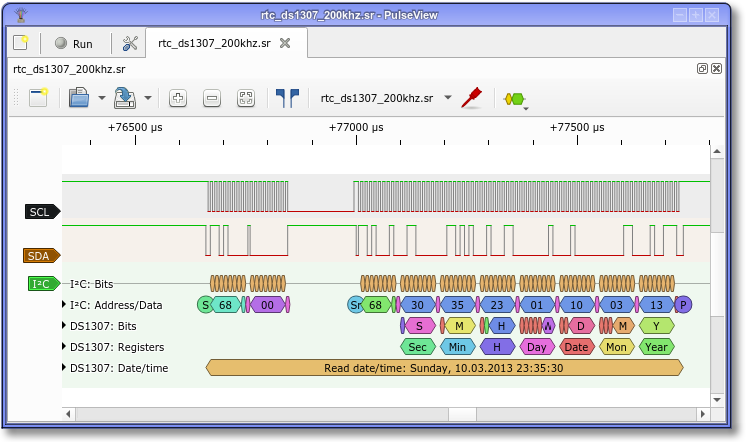 rtc_ds1307_200khz.sr - PulseView
Run
rtc_ds1307_200khz.sr
rtc_ds1307_200khz.sr
rtc_ds1307_200khz.sr
+76500 µs +77000 µs +77500 µs
SCL
SDA
I²C I²C: Bits
I²C: Address/Data S 68 00 Sr 68 30 35 23 01 10 03 13 P
DS1307: Bits S M H W D M Y
DS1307: Registers Sec Min H Day Date Mon Year
DS1307: Date/time Read date/time: Sunday, 10.03.2013 23:35:30